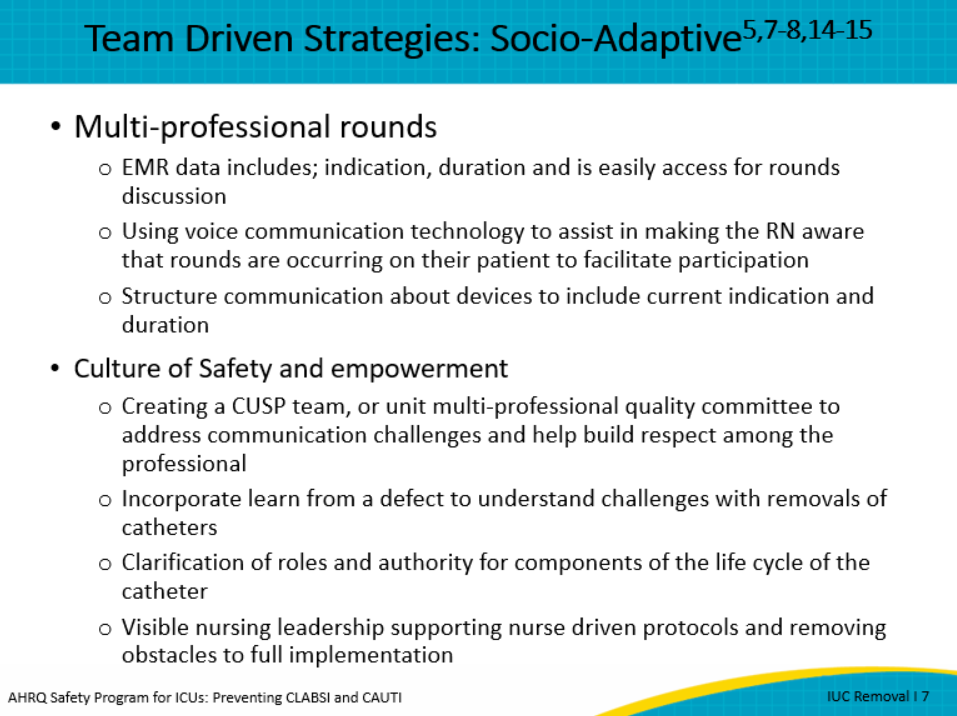 Team Driven Strategies: Socio-Adaptive5,7-8,14-15
• Multi-professional rounds
o EMR data includes; indication, duration and is easily access for rounds
discussion
o Using voice communication technology to assist in making the RN aware
that rounds are occurring on their patient to facilitate participation
o Structure communication about devices to include current indication and
duration
• Culture of Safety and empowerment
o Creating a CUSP team, or unit multi-professional quality committee to
address communication challenges and help build respect among the
professional
o Incorporate learn from a defect to understand challenges with removals of
catheters
o Clarification of roles and authority for components of the life cycle of the
catheter
o Visible nursing leadership supporting nurse driven protocols and removing
obstacles to full implementation
AHRQ Safety Program for ICUs: Preventing CLABSI and CAUTI
IUC Removal I 7